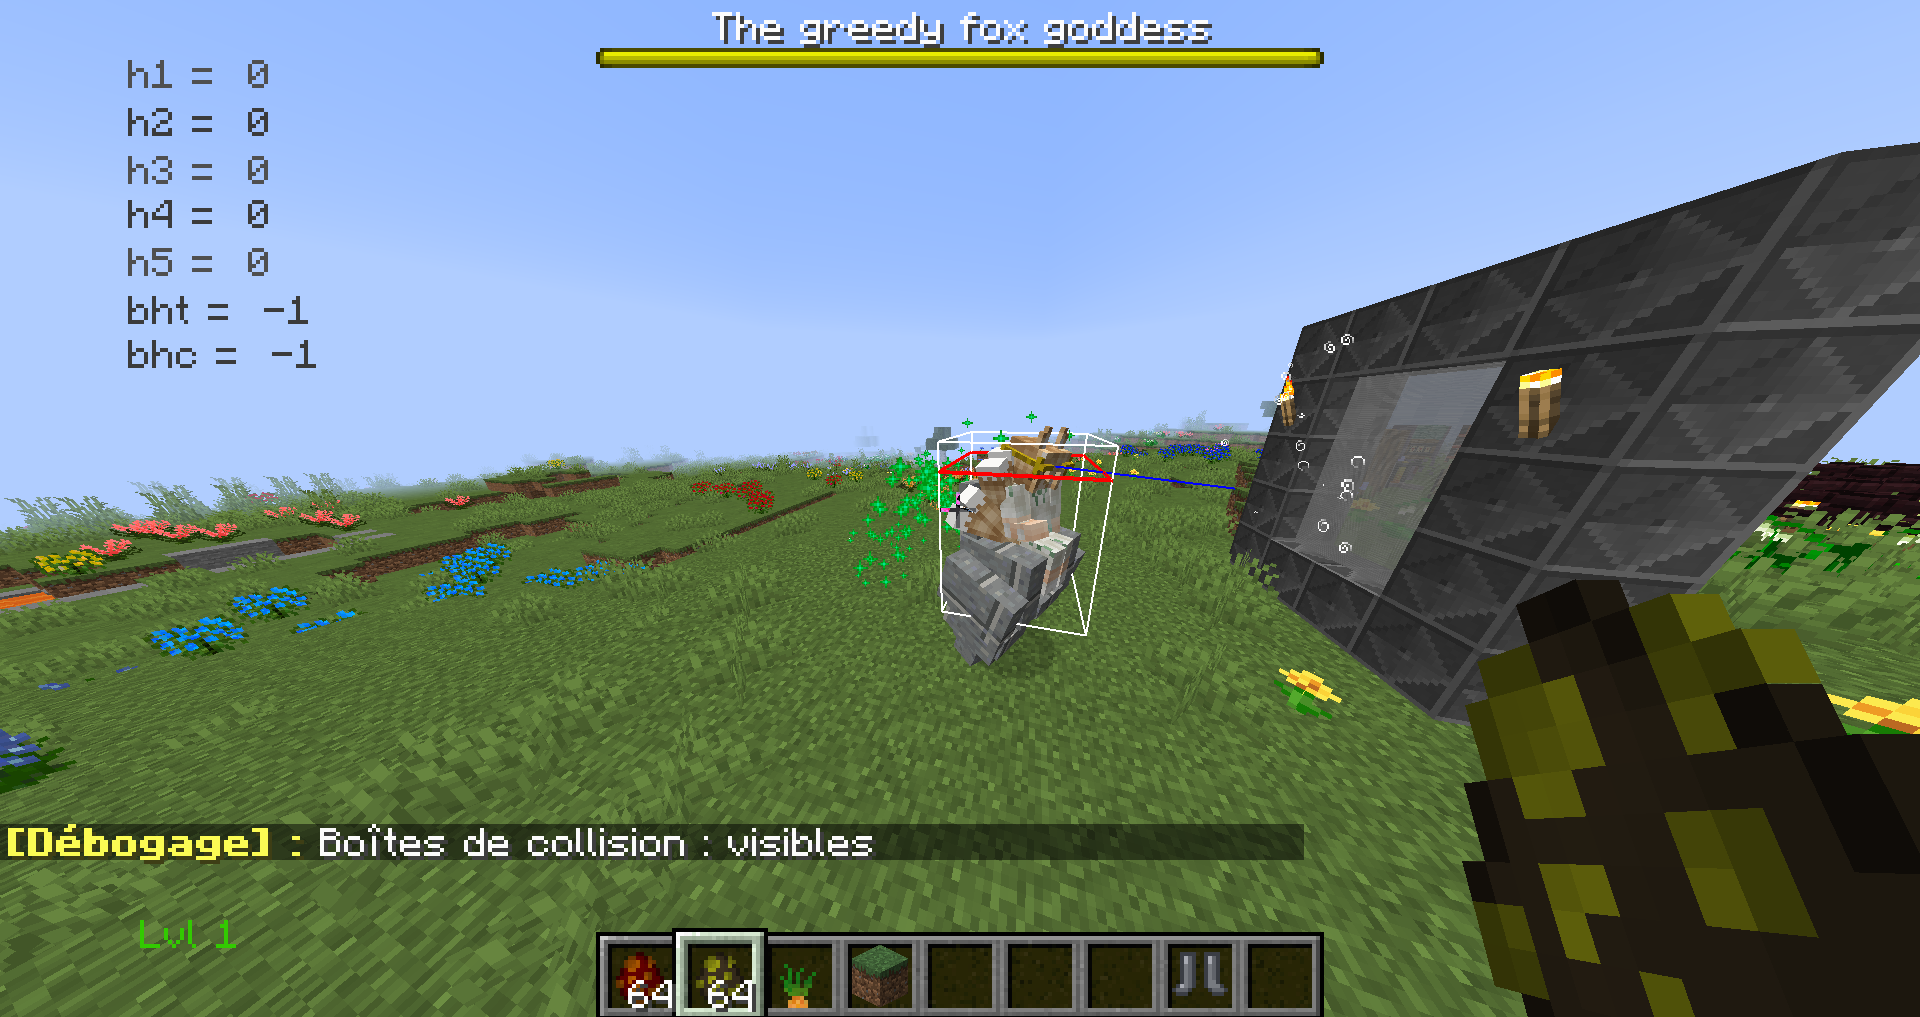 The greedy fox goddess
h1 = 0
h2 = 0
h3 = 0
h4 = 0
h5 = 0
bht = -1
bhc = -1
[Débogage] : Boîtes de collision : visibles
Lvl 1
64 64